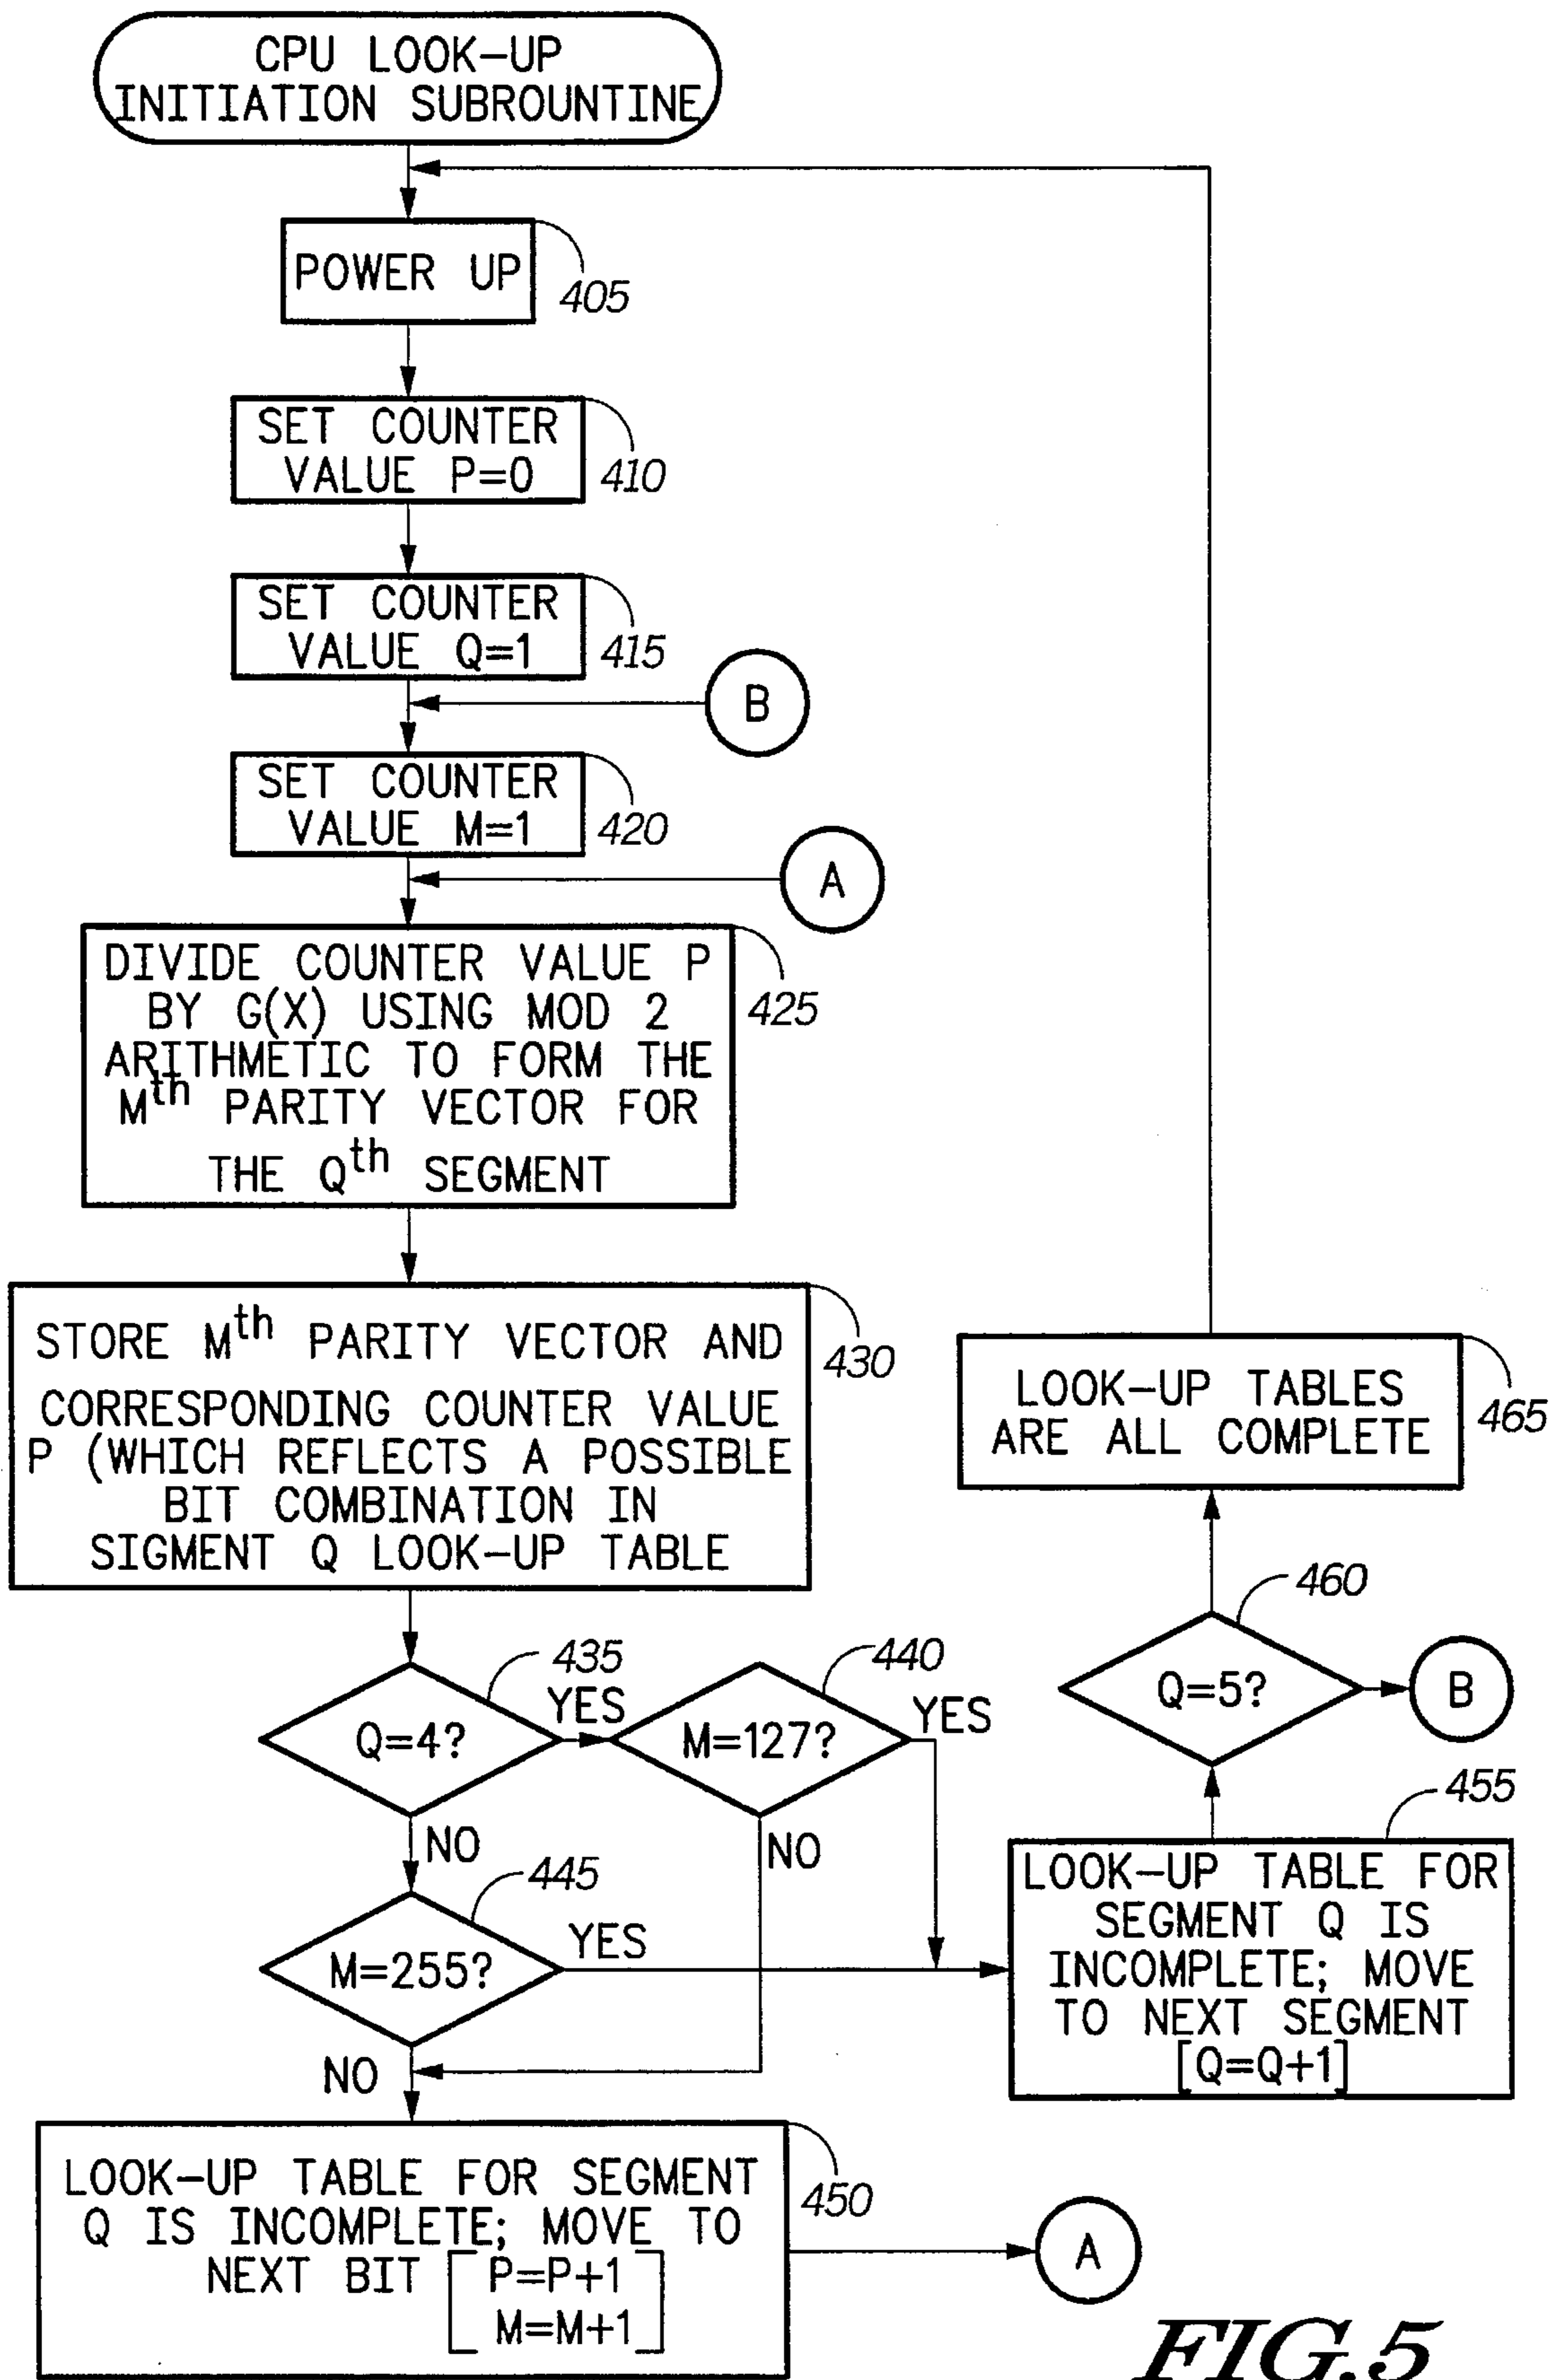 CPU LOOK-UP
INITIATION SUBROUNTINE
POWER UP
405
SET COUNTER
VALUE P=0
410
SET COUNTER
VALUE Q=1
415
B
SET COUNTER
VALUE M=1
420
A
DIVIDE COUNTER VALUE P
BY G(X) USING MOD 2
ARITHMETIC TO FORM THE
Mth PARITY VECTOR FOR
THE Qth SEGMENT
425
STORE Mth PARITY VECTOR AND
CORRESPONDING COUNTER VALUE
P (WHICH REFLECTS A POSSIBLE
BIT COMBINATION IN
SIGMENT Q LOOK-UP TABLE
430
Q=4?
435
YES
NO
M=127?
440
YES
NO
M=255?
445
YES
NO
LOOK-UP TABLE FOR SEGMENT
Q IS INCOMPLETE; MOVE TO
NEXT BIT [P=P+1
M=M+1]
450
A
LOOK-UP TABLE FOR
SEGMENT Q IS
INCOMPLETE; MOVE
TO NEXT SEGMENT
[Q=Q+1]
455
Q=5?
460
B
LOOK-UP TABLES
ARE ALL COMPLETE
465
FIG.5